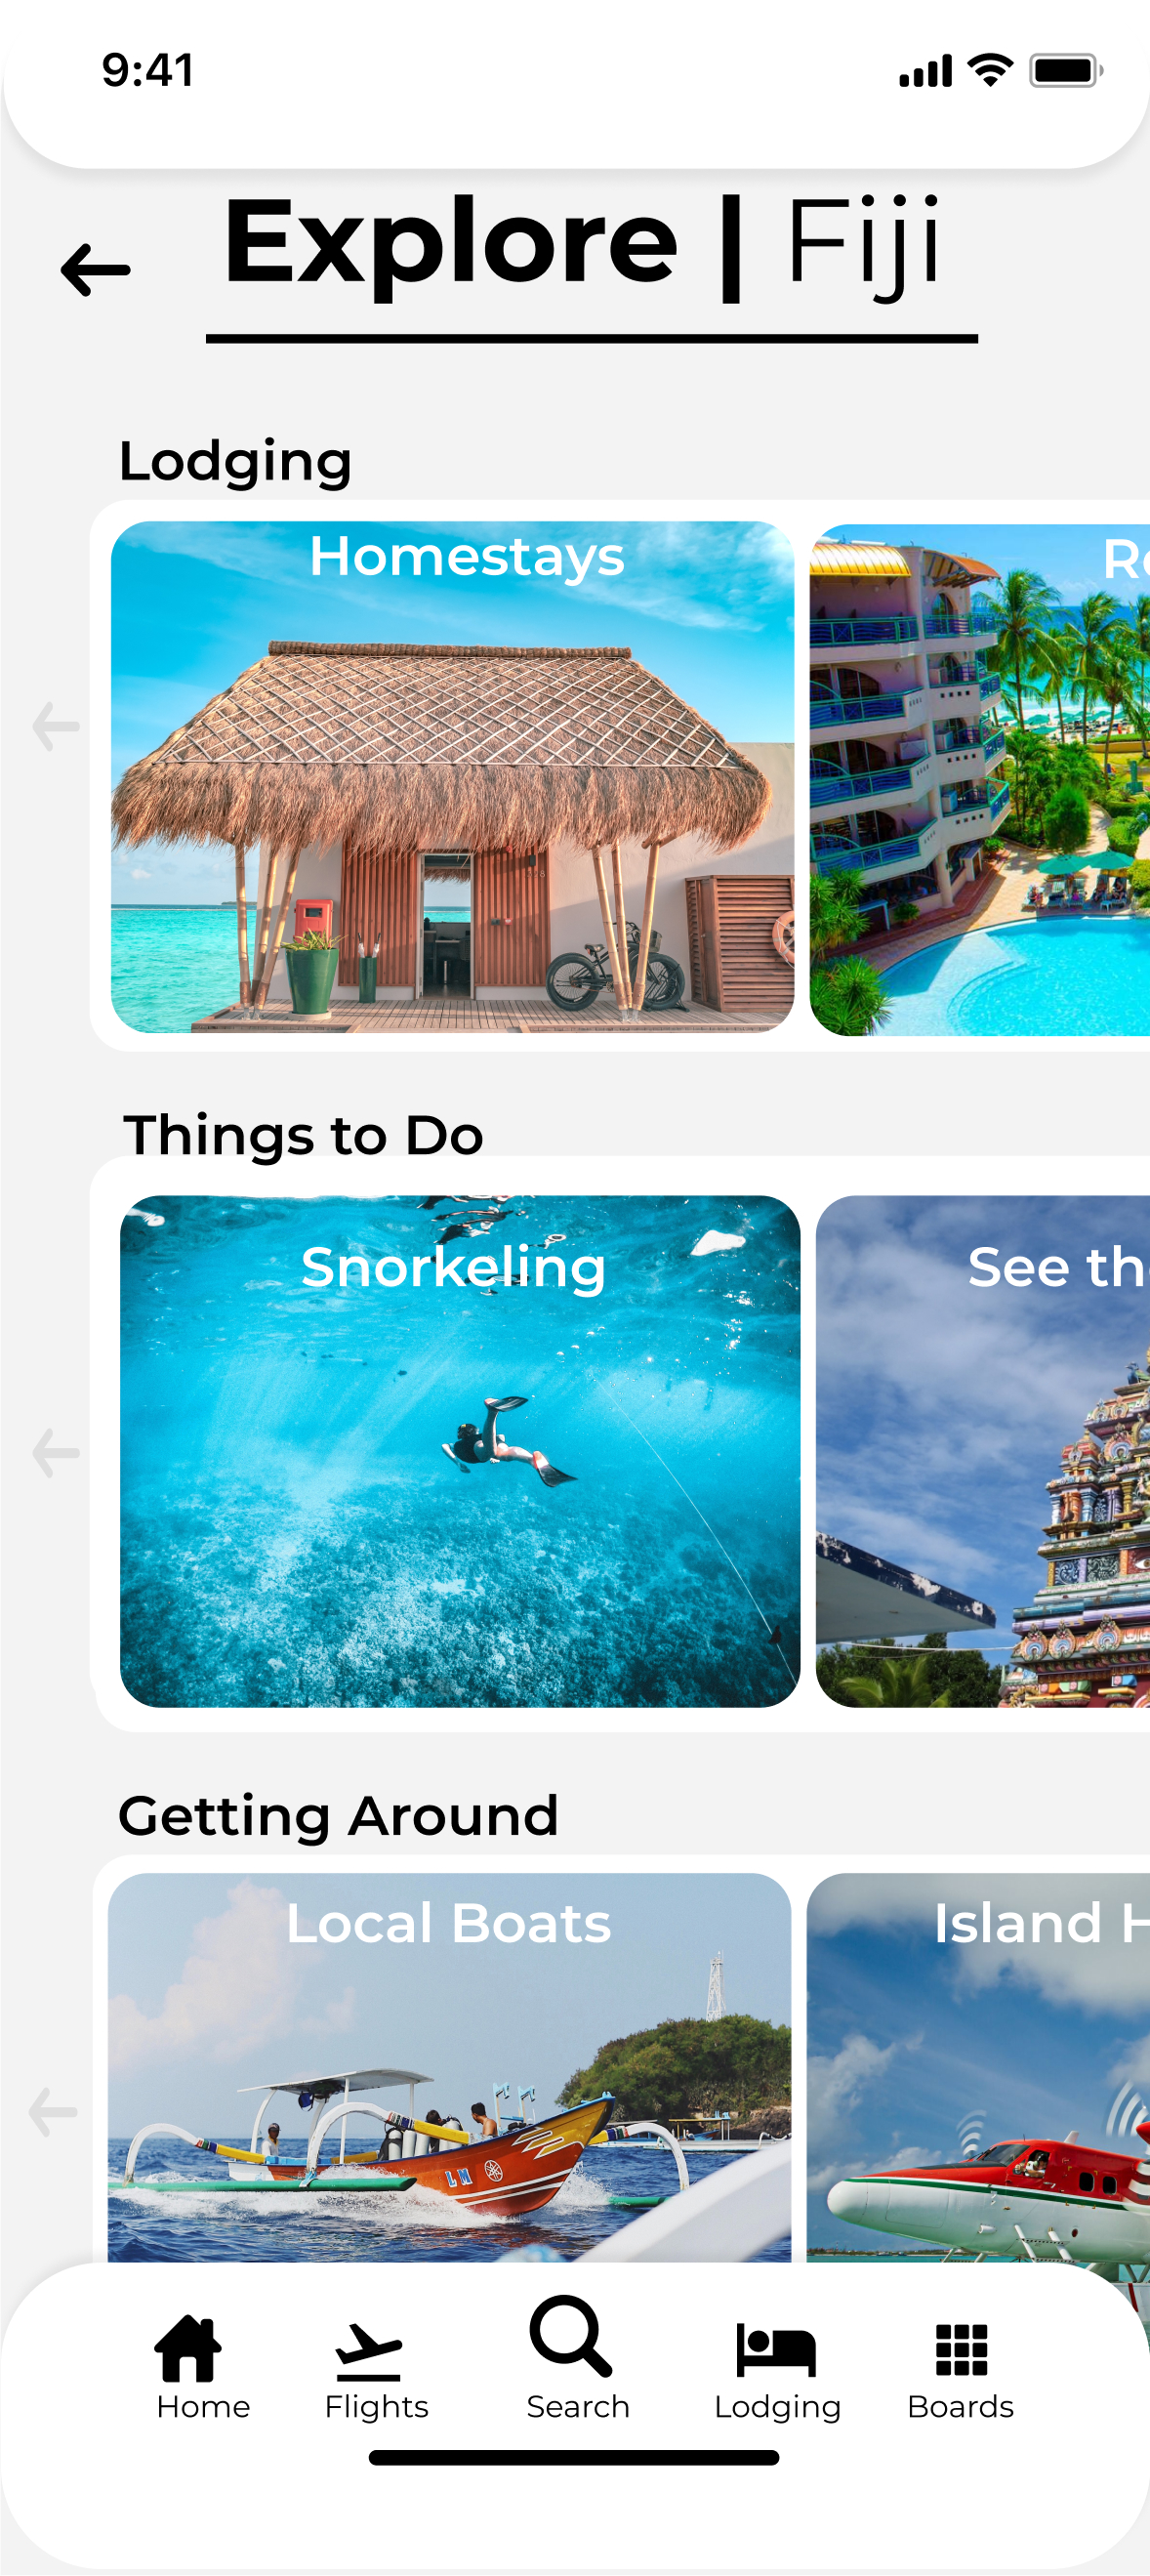 9:41
Explore | Fiji
Lodging
Homestays
Things to Do
Snorkeling
See
Getting Around
Local Boats
LN
Island
Home Flights Search Lodging Boards